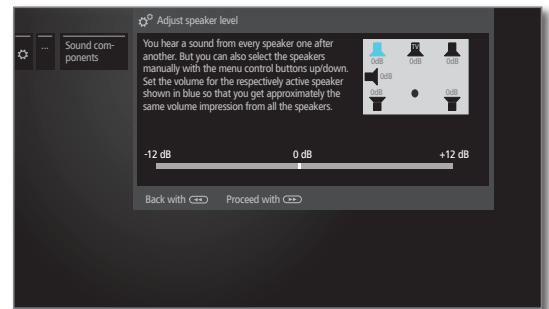 Adjust speaker level
...
Sound com-
ponents
You hear a sound from every speaker one after
another. But you can also select the speakers
manually with the menu control buttons up/down.
Set the volume for the respectively active speaker
shown in blue so that you get approximately the
same volume impression from all the speakers.
TV
0dB 0dB 0dB
0dB
0dB 0dB
-12 dB 0 dB +12 dB
Back with Proceed with